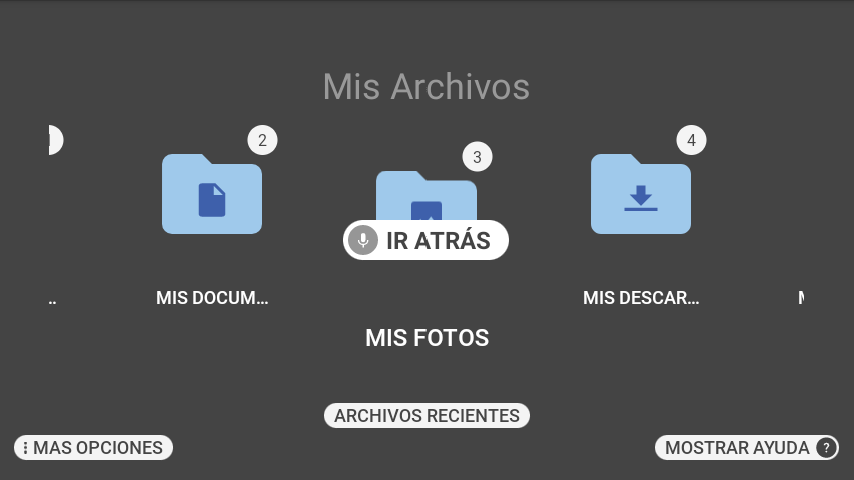 Mis Archivos
2
3
4
IR ATRÁS
MIS DOCUM...
MIS DESCAR...
MIS FOTOS
ARCHIVOS RECIENTES
MAS OPCIONES
MOSTRAR AYUDA ?